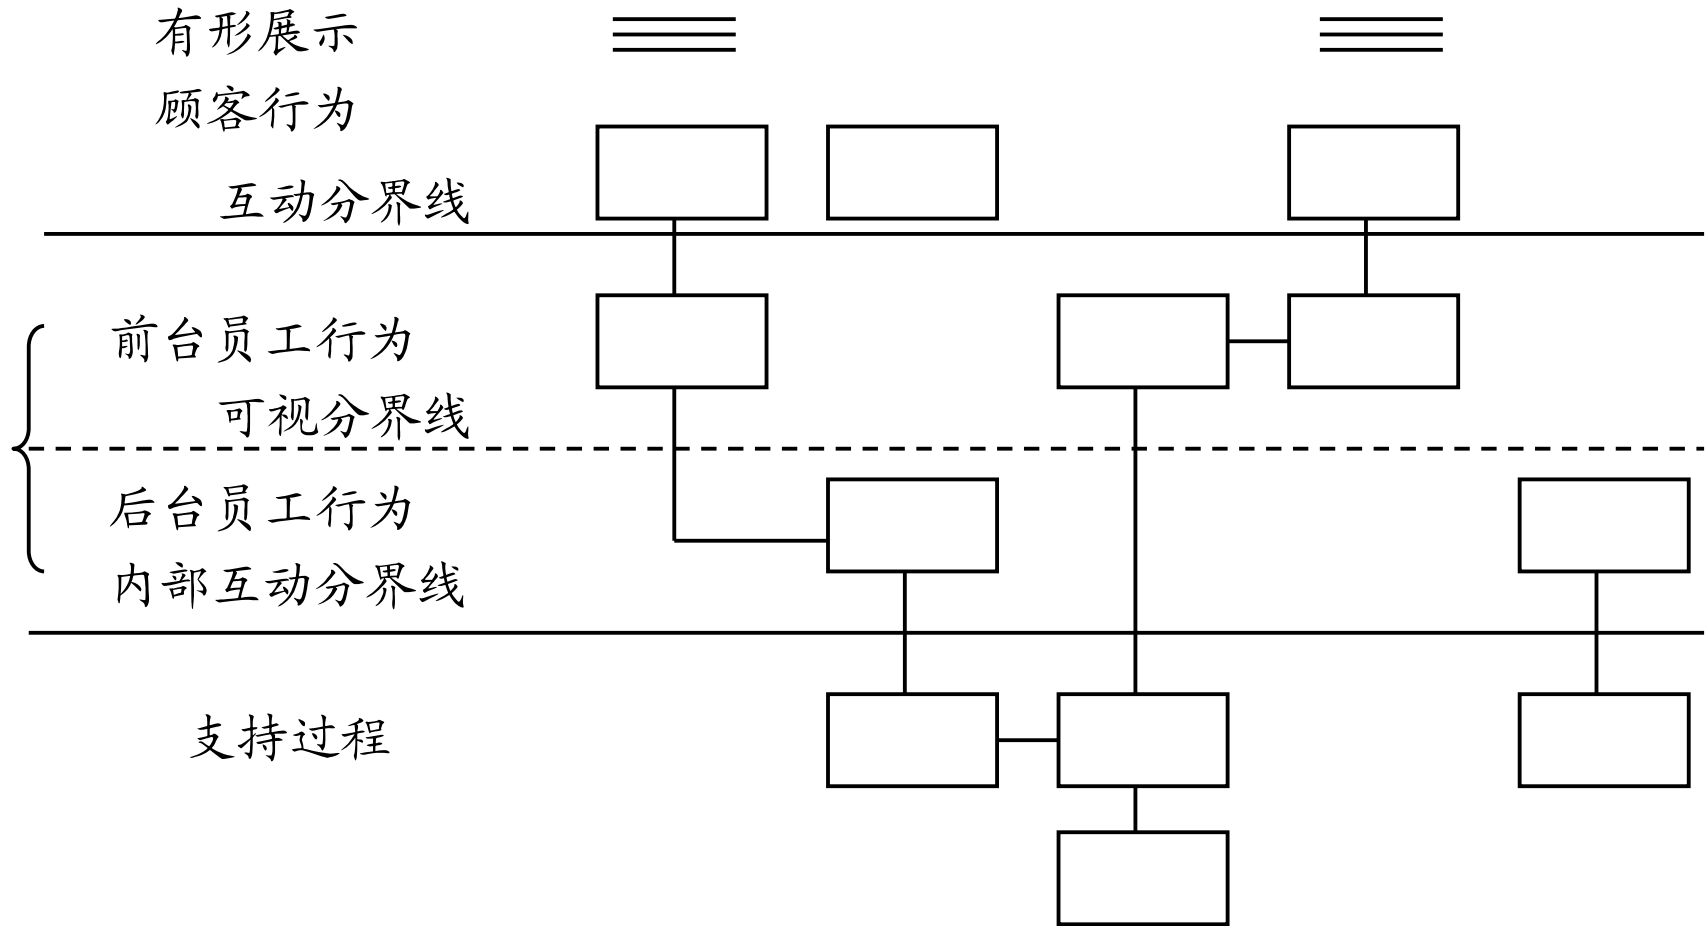 有形展示
顾客行为
互动分界线
前台员工行为
可视分界线
后台员工行为
内部互动分界线
支持过程